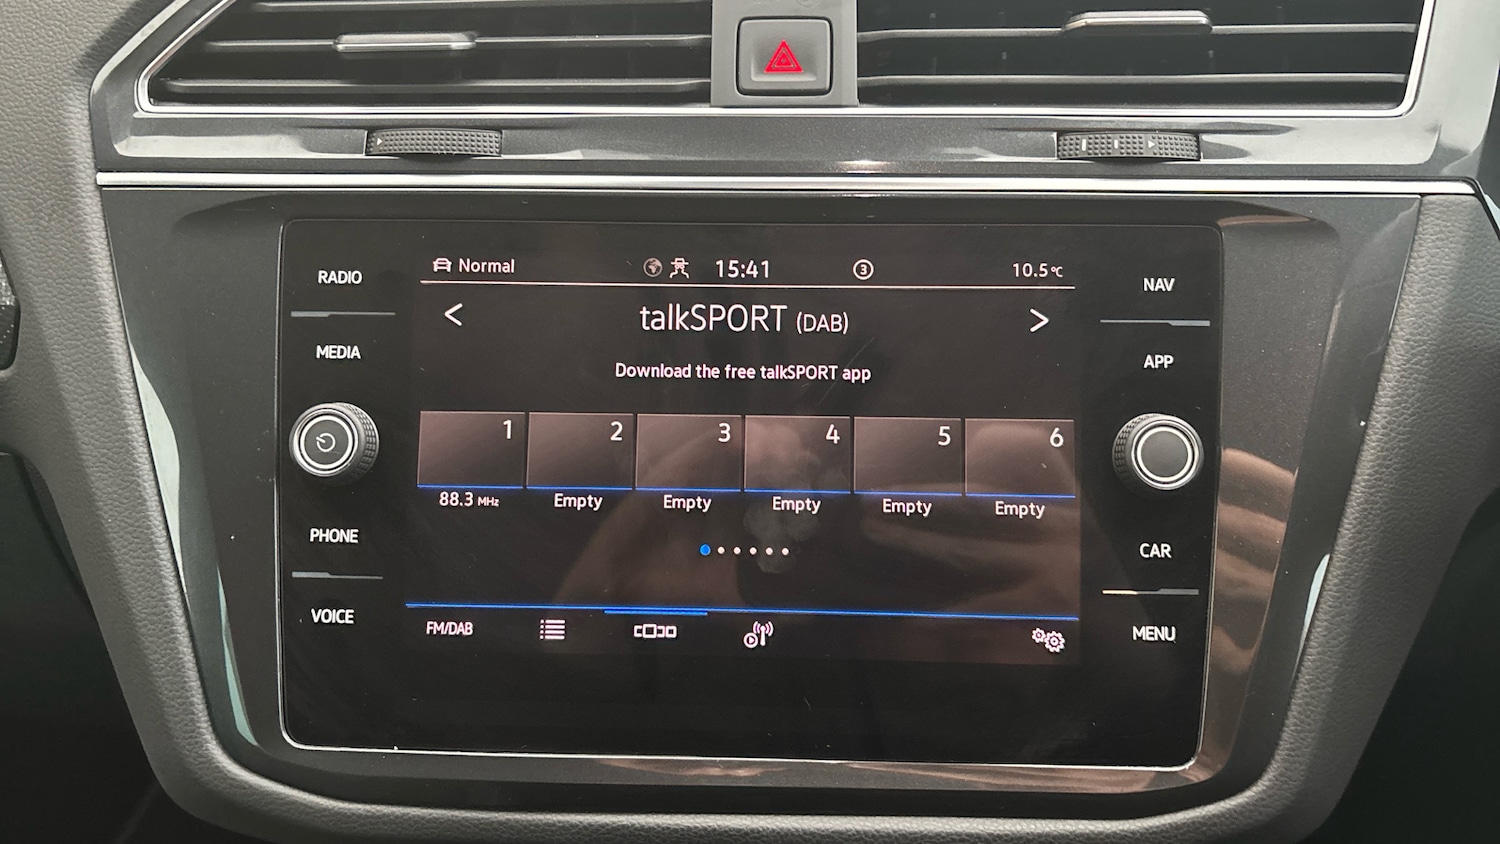 RADIO
MEDIA
PHONE
VOICE
Normal
15:41
3
10.5°C
< talkSPORT (DAB) >
Download the free talkSPORT app
1 2 3 4 5 6
88.3 MHz Empty Empty Empty Empty Empty
FM/DAB
NAV
APP
CAR
MENU